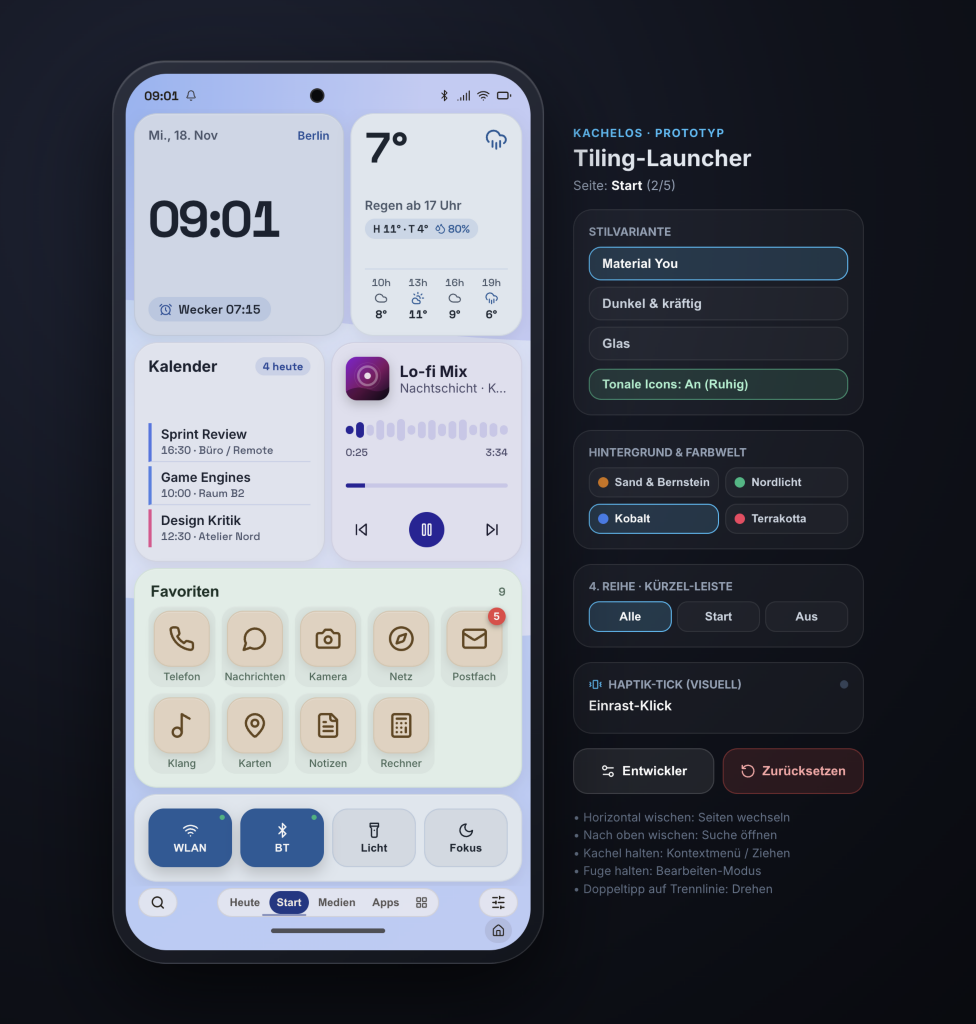 09:01
Mi., 18. Nov
Berlin
09:01
Wecker 07:15
7°
Regen ab 17 Uhr
H 11° · T 4° 80%
10h 13h 16h 19h
8° 11° 9° 6°
Kalender
4 heute
Sprint Review
16:30 · Büro / Remote
Game Engines
10:00 · Raum B2
Design Kritik
12:30 · Atelier Nord
Lo-fi Mix
Nachtschicht · K...
0:25 3:34
Favoriten 9
5
Telefon Nachrichten Kamera Netz Postfach
Klang Karten Notizen Rechner
WLAN BT Licht Fokus
Heute Start Medien Apps
KACHELOS · PROTOTYP
Tiling-Launcher
Seite: Start (2/5)
STILVARIANTE
Material You
Dunkel & kräftig
Glas
Tonale Icons: An (Ruhig)
HINTERGRUND & FARBWELT
Sand & Bernstein Nordlicht
Kobalt Terrakotta
4. REIHE · KÜRZEL-LEISTE
Alle Start Aus
HAPTIK-TICK (VISUELL)
Einrast-Klick
Entwickler Zurücksetzen
• Horizontal wischen: Seiten wechseln
• Nach oben wischen: Suche öffnen
• Kachel halten: Kontextmenü / Ziehen
• Fuge halten: Bearbeiten-Modus
• Doppeltipp auf Trennlinie: Drehen